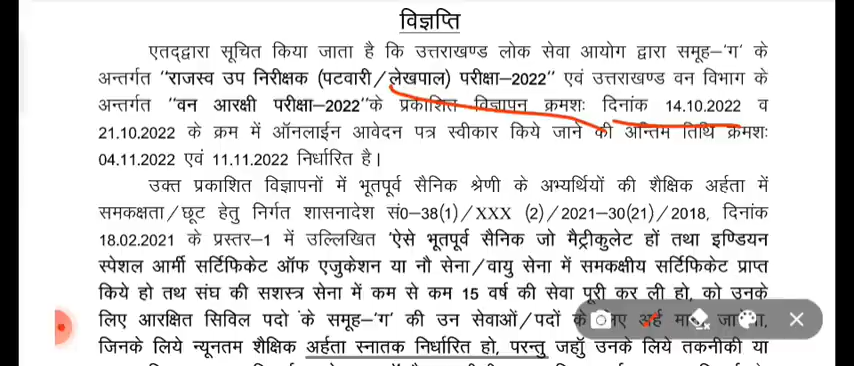 विज्ञप्ति
एतद्द्वारा सूचित किया जाता है कि उत्तराखण्ड लोक सेवा आयोग द्वारा समूह–'ग' के
अन्तर्गत "राजस्व उप निरीक्षक (पटवारी/लेखपाल) परीक्षा–2022" एवं उत्तराखण्ड वन विभाग के
अन्तर्गत "वन आरक्षी परीक्षा–2022"के प्रकाशित विज्ञापन क्रमशः दिनांक 14.10.2022 व
21.10.2022 के क्रम में ऑनलाईन आवेदन पत्र स्वीकार किये जाने की अन्तिम तिथि क्रमशः
04.11.2022 एवं 11.11.2022 निर्धारित है।
उक्त प्रकाशित विज्ञापनों में भूतपूर्व सैनिक श्रेणी के अभ्यर्थियों की शैक्षिक अर्हता में
समकक्षता/छूट हेतु निर्गत शासनादेश सं0–38(1)/XXX (2)/2021–30(21)/2018, दिनांक
18.02.2021 के प्रस्तर–1 में उल्लिखित 'ऐसे भूतपूर्व सैनिक जो मैट्रीकुलेट हों तथा इण्डियन
स्पेशल आर्मी सर्टिफिकेट ऑफ एजुकेशन या नौ सेना/वायु सेना में समकक्षीय सर्टिफिकेट प्राप्त
किये हो तथ संघ की सशस्त्र सेना में कम से कम 15 वर्ष की सेवा पूरी कर ली हो, को उनके
लिए आरक्षित सिविल पदो के समूह–'ग' की उन सेवाओं/पदों के
जिनके लिये न्यूनतम शैक्षिक अर्हता स्नातक निर्धारित हो, परन्तु जहाँ उनके लिये तकनीकी या